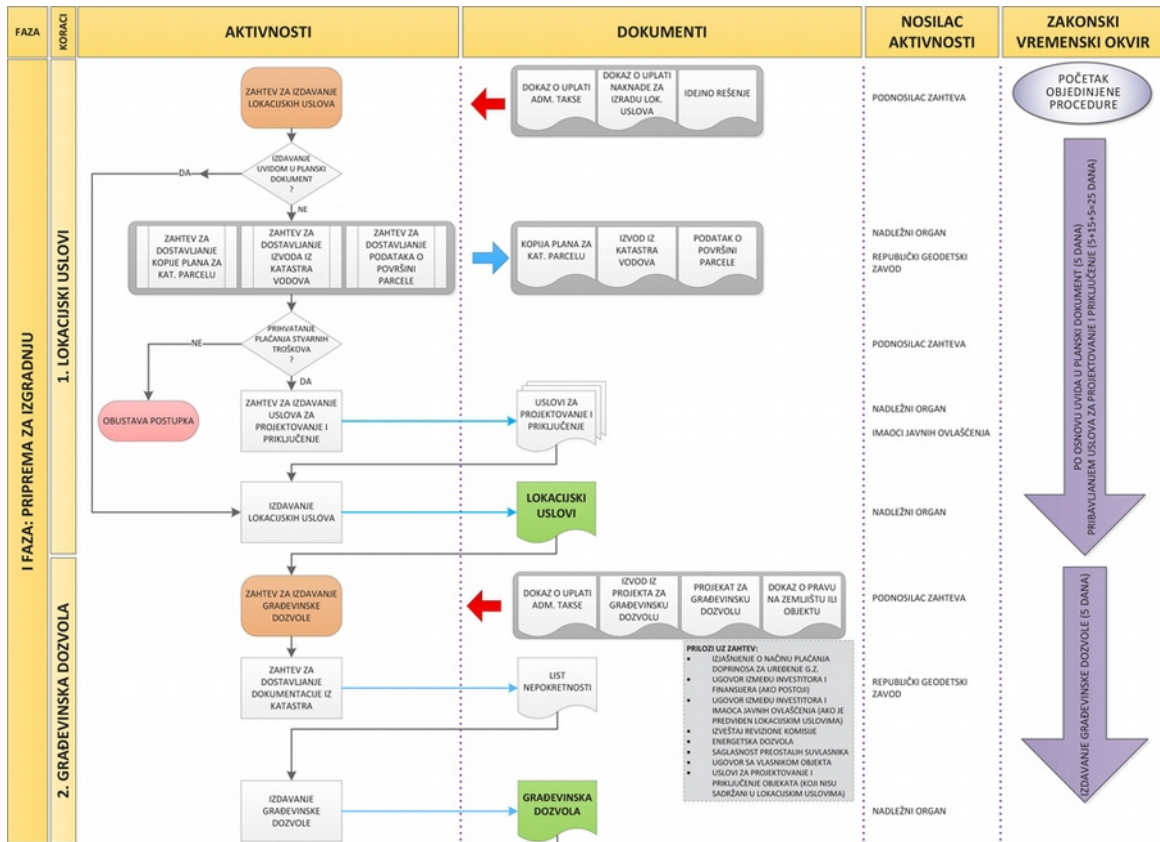 FAZA
KORACI
AKTIVNOSTI
DOKUMENTI
NOSILAC
AKTIVNOSTI
ZAKONSKI
VREMENSKI OKVIR
I FAZA: PRIPREMA ZA IZGRADNJU
1. LOKACIJSKI USLOVI
ZAHTEV ZA IZDAVANJE
LOKACIJSKIH USLOVA
DOKAZ O UPLATI
ADM. TAKSE
DOKAZ O UPLATI
NAKNADE ZA
IZRADU LOK.
USLOVA
IDEJNO REŠENJE
PODNOSILAC ZAHTEVA
POČETAK
OBJEDINJENE
PROCEDURE
IZDAVANJE
UVIDOM U PLANSKI
DOKUMENT
?
DA
NE
ZAHTEV ZA
DOSTAVLJANJE
KOPIJE PLANA ZA
KAT. PARCELU
ZAHTEV ZA
DOSTAVLJANJE
IZVODA IZ
KATASTRA
VODOVA
ZAHTEV ZA
DOSTAVLJANJE
PODATAKA O
POVRŠINI
PARCELE
KOPIJA PLANA ZA
KAT. PARCELU
IZVOD IZ
KATASTRA
VODOVA
PODATAK O
POVRŠINI
PARCELE
NADLEŽNI ORGAN
REPUBLIČKI GEODETSKI
ZAVOD
PO OSNOVU UVIDA U PLANSKI DOKUMENT (5 DANA)
PRIBAVLJANJEM USLOVA ZA PROJEKTOVANJE I PRIKLJUČENJE (5+15+5=25 DANA)
PRIHVATANJE
PLAĆANJA STVARNIH
TROŠKOVA
?
NE
DA
PODNOSILAC ZAHTEVA
OBUSTAVA POSTUPKA
ZAHTEV ZA IZDAVANJE
USLOVA ZA
PROJEKTOVANJE I
PRIKLJUČENJE
USLOVI ZA
PROJEKTOVANJE I
PRIKLJUČENJE
NADLEŽNI ORGAN
IMAOCI JAVNIH OVLAŠĆENJA
IZDAVANJE
LOKACIJSKIH USLOVA
LOKACIJSKI
USLOVI
NADLEŽNI ORGAN
2. GRAĐEVINSKA DOZVOLA
ZAHTEV ZA IZDAVANJE
GRAĐEVINSKE
DOZVOLE
DOKAZ O UPLATI
ADM. TAKSE
IZVOD IZ
PROJEKTA ZA
GRAĐEVINSKU
DOZVOLU
PROJEKAT ZA
GRAĐEVINSKU
DOZVOLU
DOKAZ O PRAVU
NA ZEMLJIŠTU ILI
OBJEKTU
PODNOSILAC ZAHTEVA
IZDAVANJE GRAĐEVINSKE DOZVOLE (5 DANA)
ZAHTEV ZA
DOSTAVLJANJE
DOKUMENTACIJE IZ
KATASTRA
LIST
NEPOKRETNOSTI
PRILOZI UZ ZAHTEV:
• IZJAŠNJENJE O NAČINU PLAĆANJA
DOPRINOSA ZA UREĐENJE G.Z.
• UGOVOR IZMEĐU INVESTITORA I
FINANSIJERA (AKO POSTOJI)
• UGOVOR IZMEĐU INVESTITORA I
IMAOCA JAVNIH OVLAŠĆENJA (AKO JE
PREDVIĐEN LOKACIJSKIM USLOVIMA)
• IZVEŠTAJ REVIZIONE KOMISIJE
• ENERGETSKA DOZVOLA
• SAGLASNOST PREOSTALIH SUVLASNIKA
• UGOVOR SA VLASNIKOM OBJEKTA
• USLOVI ZA PROJEKTOVANJE I
PRIKLJUČENJE OBJEKATA (KOJI NISU
SADRŽANI U LOKACIJSKIM USLOVIMA)
REPUBLIČKI GEODETSKI
ZAVOD
IZDAVANJE
GRAĐEVINSKE
DOZVOLE
GRAĐEVINSKA
DOZVOLA
NADLEŽNI ORGAN